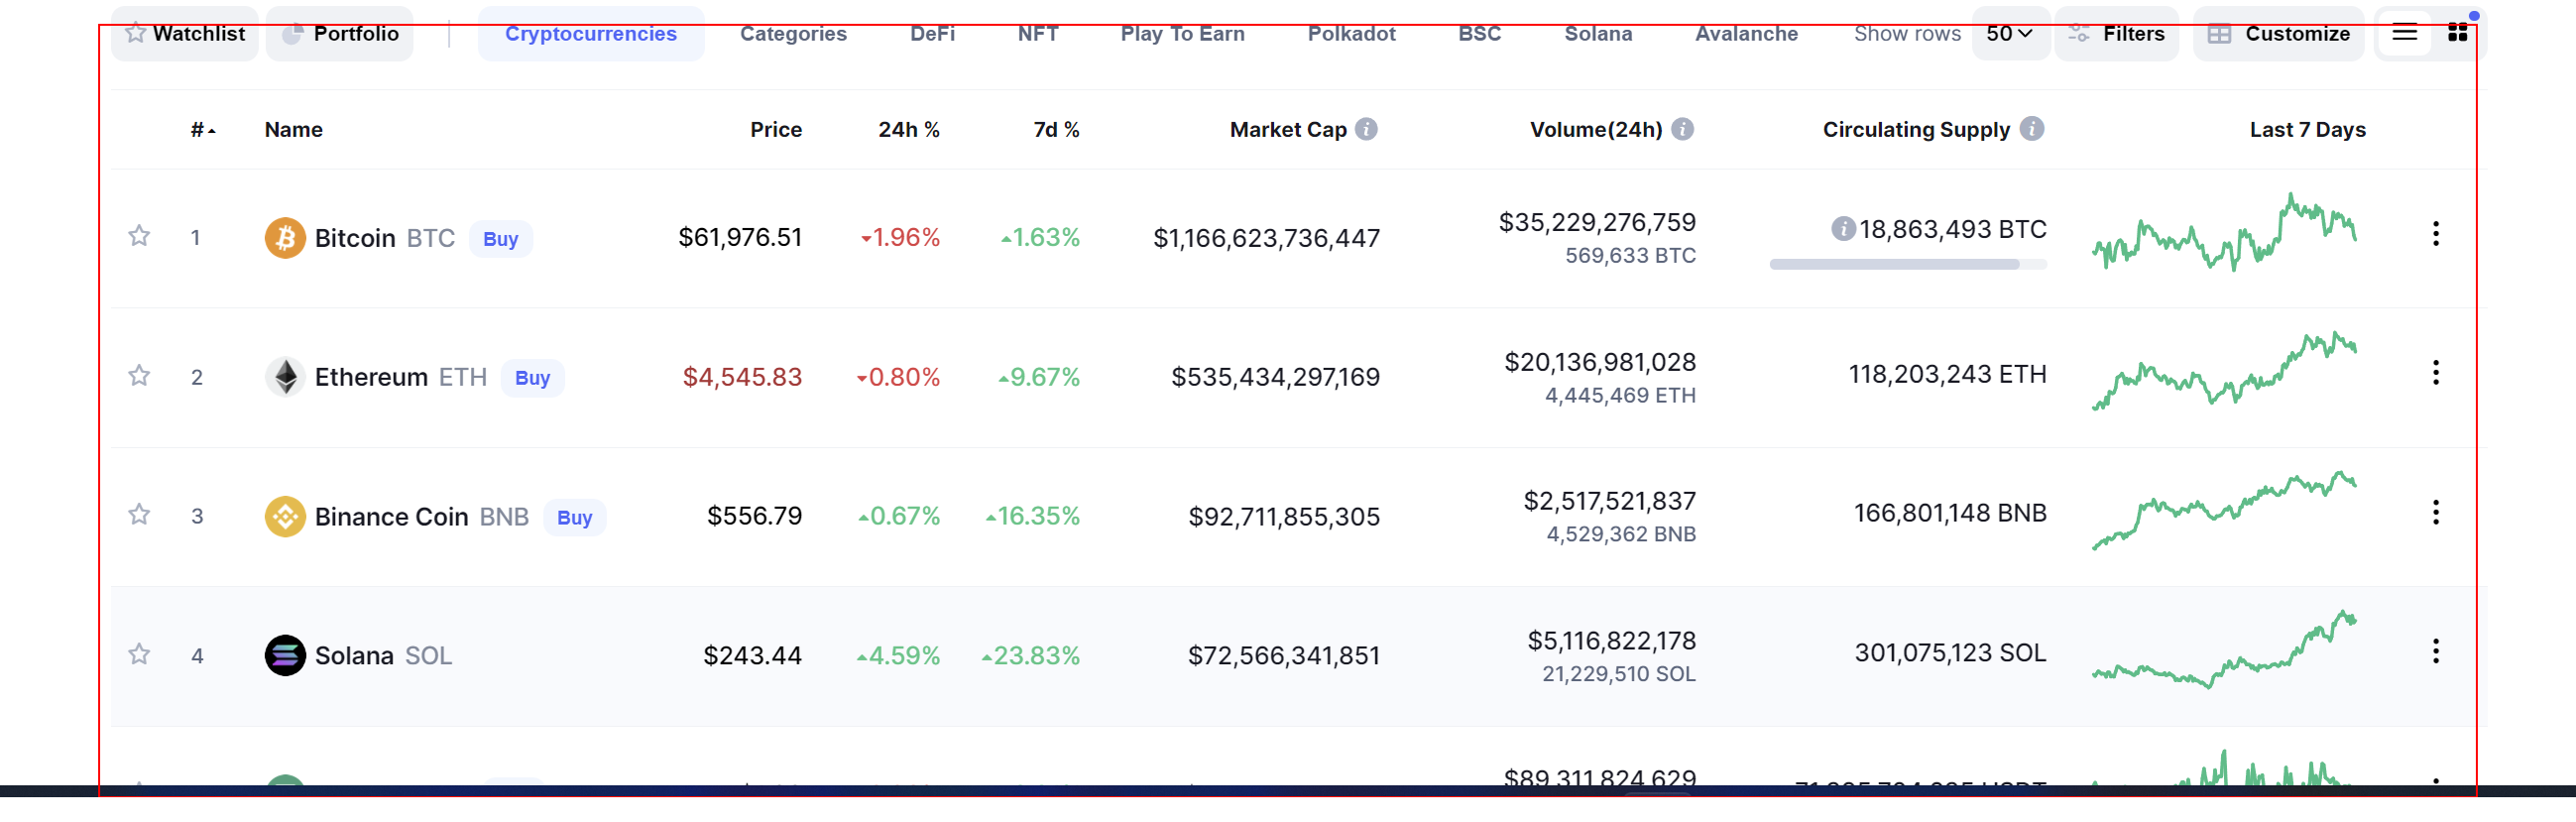 Watchlist Portfolio Cryptocurrencies Categories DeFi NFT Play To Earn Polkadot BSC Solana Avalanche Show rows 50 Filters Customize
# Name Price 24h % 7d % Market Cap Volume(24h) Circulating Supply Last 7 Days
1 Bitcoin BTC Buy $61,976.51 1.96% 1.63% $1,166,623,736,447 $35,229,276,759 18,863,493 BTC
569,633 BTC
2 Ethereum ETH Buy $4,545.83 0.80% 9.67% $535,434,297,169 $20,136,981,028 118,203,243 ETH
4,445,469 ETH
3 Binance Coin BNB Buy $556.79 0.67% 16.35% $92,711,855,305 $2,517,521,837 166,801,148 BNB
4,529,362 BNB
4 Solana SOL $243.44 4.59% 23.83% $72,566,341,851 $5,116,822,178 301,075,123 SOL
21,229,510 SOL
$89,311,824,629